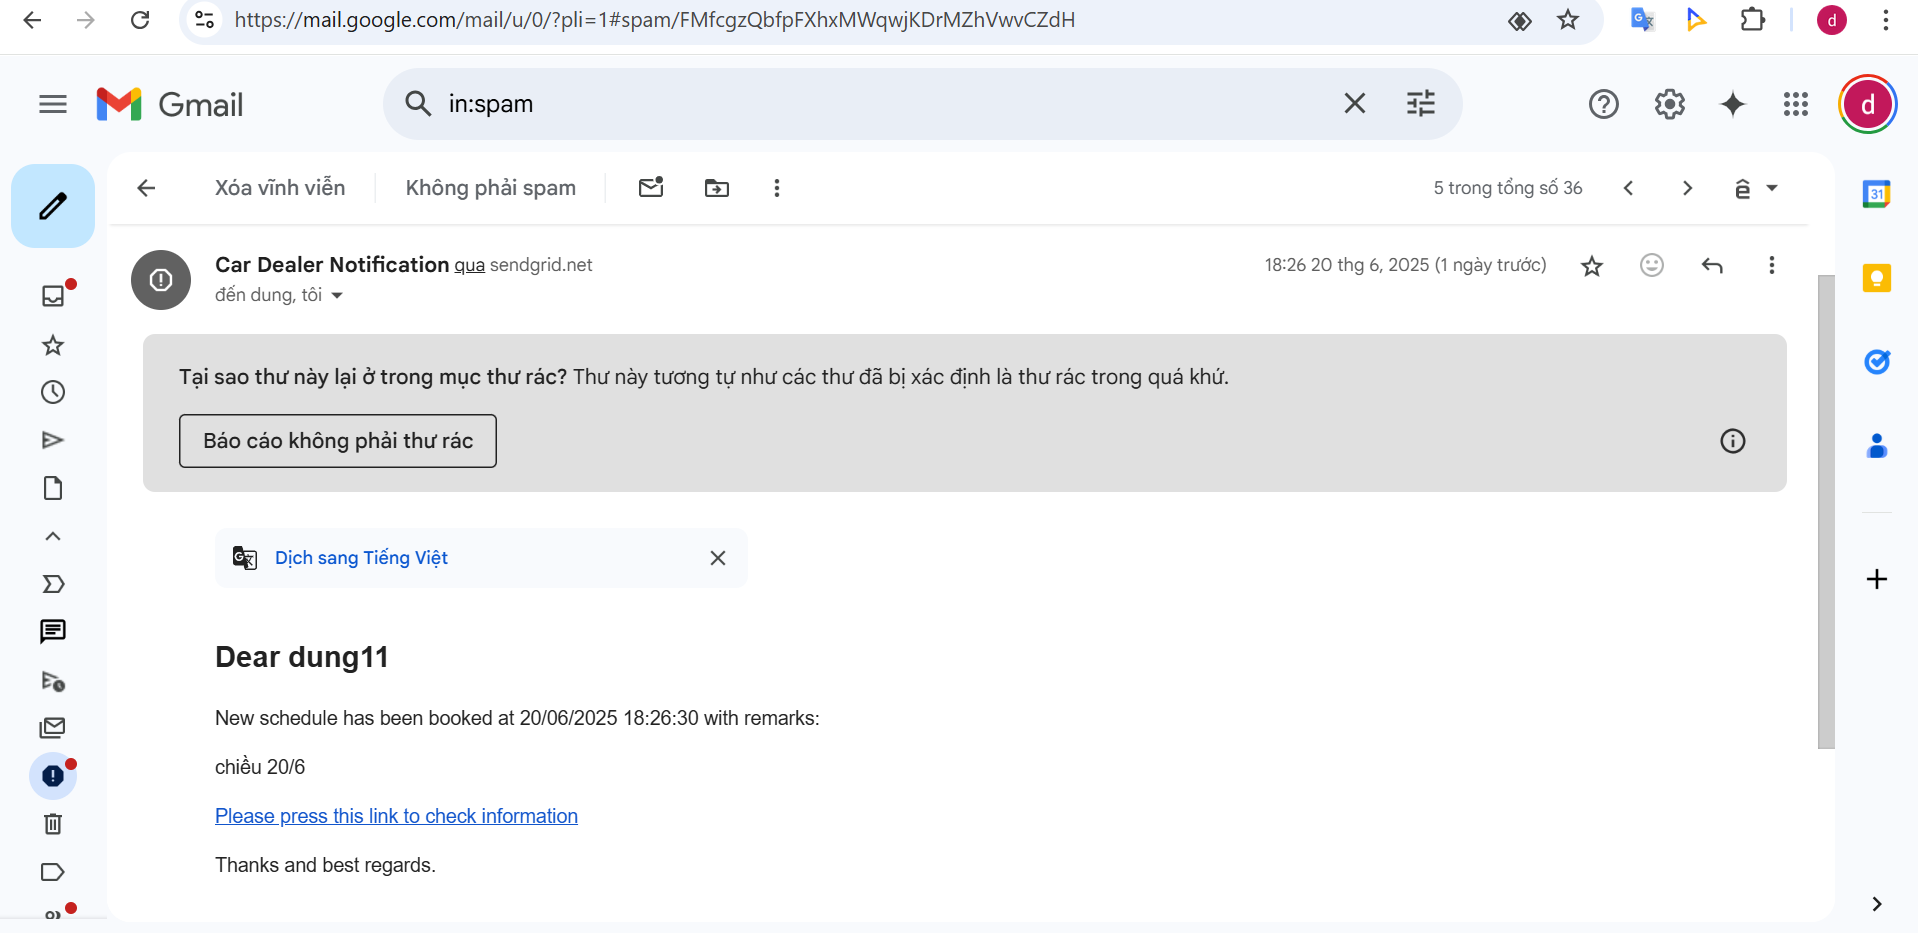 https://mail.google.com/mail/u/0/?pli=1#spam/FMfcgzQbfpFXhxMWqwjKDrMZhVwvCZdH
d
Gmail
in:spam
d
Xóa vĩnh viễn
Không phải spam
5 trong tổng số 36
ê
31
Car Dealer Notification qua sendgrid.net
18:26 20 thg 6, 2025 (1 ngày trước)
đến dung, tôi
Tại sao thư này lại ở trong mục thư rác? Thư này tương tự như các thư đã bị xác định là thư rác trong quá khứ.
Báo cáo không phải thư rác
Dịch sang Tiếng Việt
Dear dung11
New schedule has been booked at 20/06/2025 18:26:30 with remarks:
chiều 20/6
Please press this link to check information
Thanks and best regards.